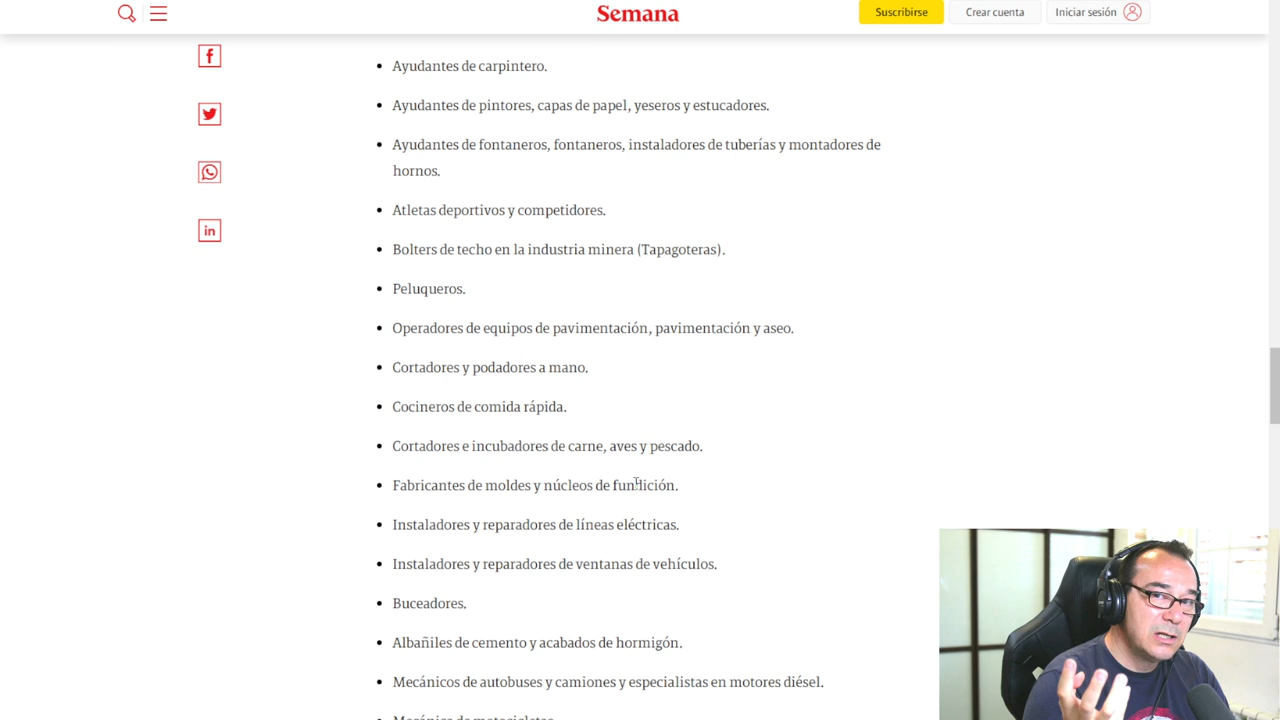 Semana
Suscribirse
Crear cuenta
Iniciar sesión
Ayudantes de carpintero.
Ayudantes de pintores, capas de papel, yeseros y estucadores.
Ayudantes de fontaneros, fontaneros, instaladores de tuberías y montadores de
hornos.
Atletas deportivos y competidores.
Bolters de techo en la industria minera (Tapagoteras).
Peluqueros.
Operadores de equipos de pavimentación, pavimentación y aseo.
Cortadores y podadores a mano.
Cocineros de comida rápida.
Cortadores e incubadores de carne, aves y pescado.
Fabricantes de moldes y núcleos de fundición.
Instaladores y reparadores de líneas eléctricas.
Instaladores y reparadores de ventanas de vehículos.
Buceadores.
Albañiles de cemento y acabados de hormigón.
Mecánicos de autobuses y camiones y especialistas en motores diésel.